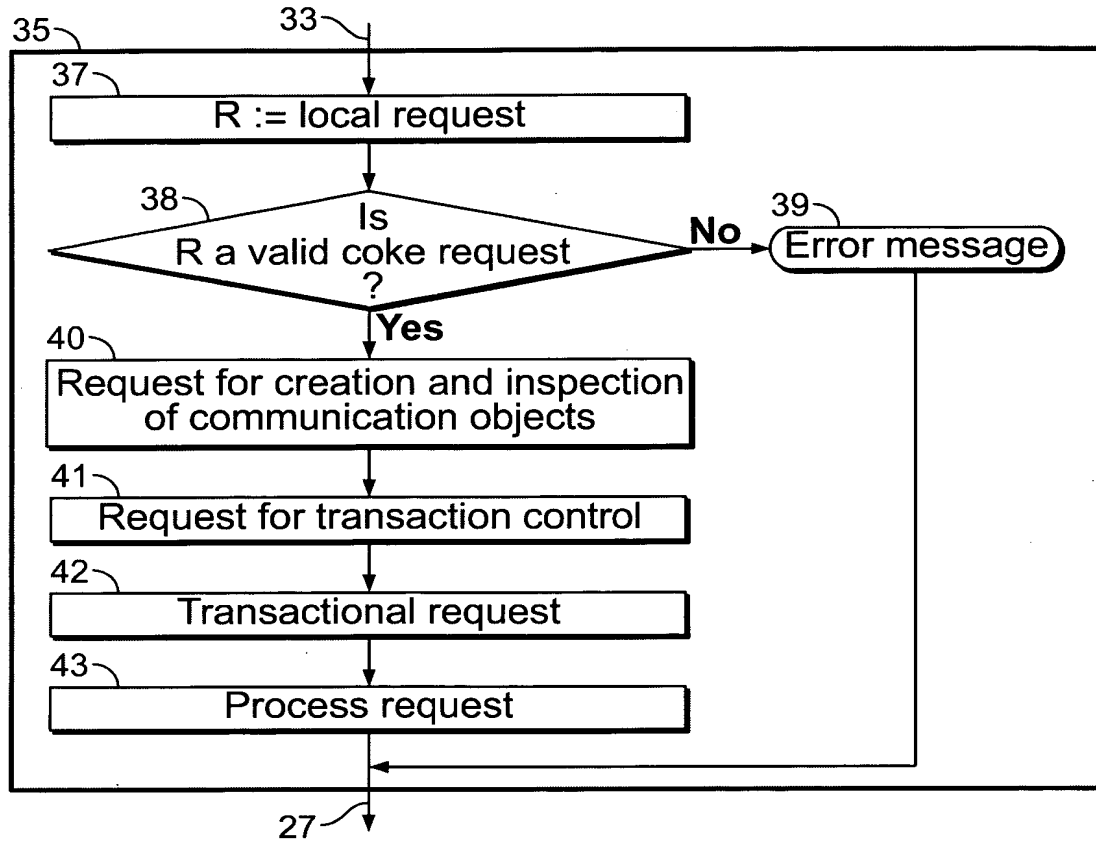 33
35
37
R := local request
38
Is
R a valid coke request
?
No
39
Error message
Yes
40
Request for creation and inspection
of communication objects
41
Request for transaction control
42
Transactional request
43
Process request
27